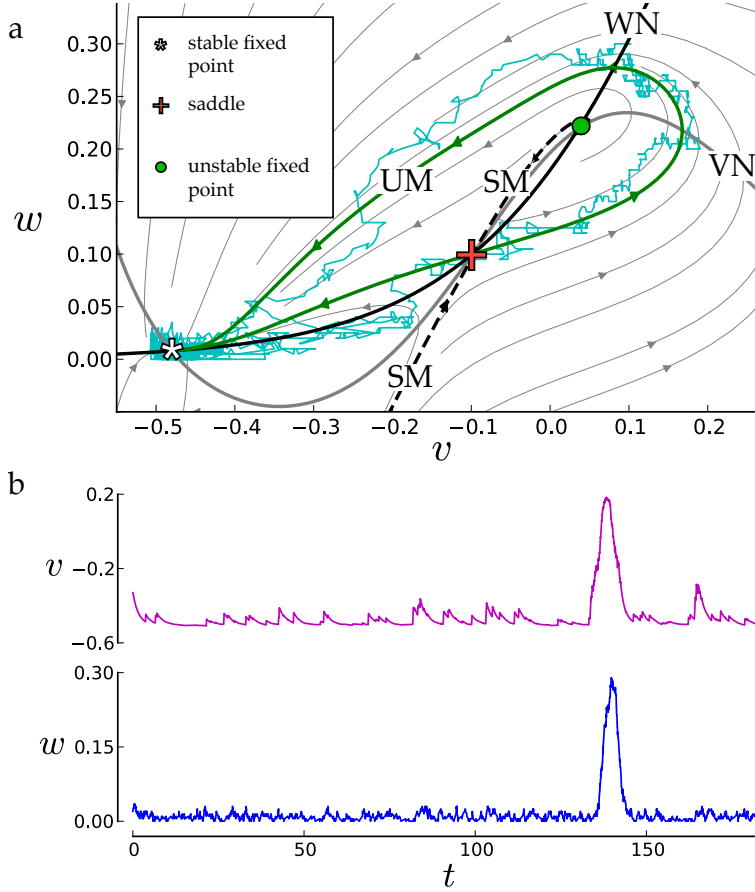 a
stable fixed
point
saddle
unstable fixed
point
WN
VN
UM
SM
SM
w
0.30
0.25
0.20
0.15
0.10
0.05
0.00
−0.5
−0.4
−0.3
−0.2
−0.1
0.0
0.1
0.2
v
b
v
0.2
−0.2
−0.6
w
0.30
0.15
0.00
0
50
100
150
t